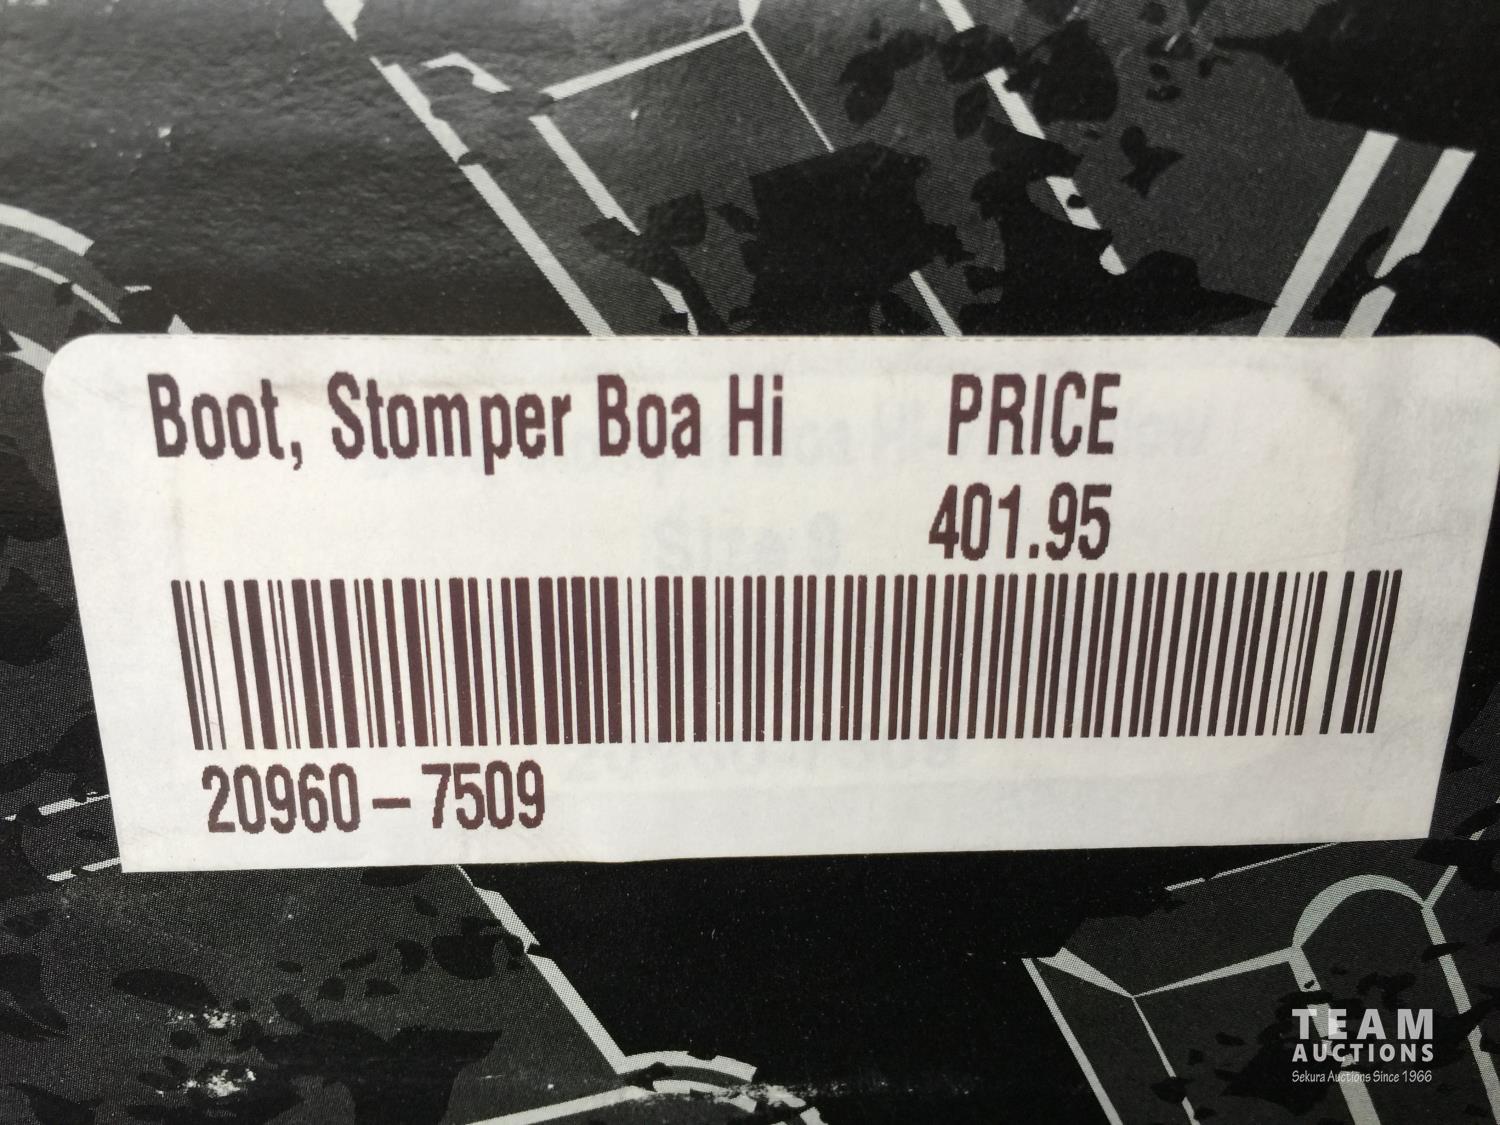 Boot, Stomper Boa Hi PRICE
401.95
20960-7509
TEAM
AUCTIONS
Sekura Auctions Since 1966